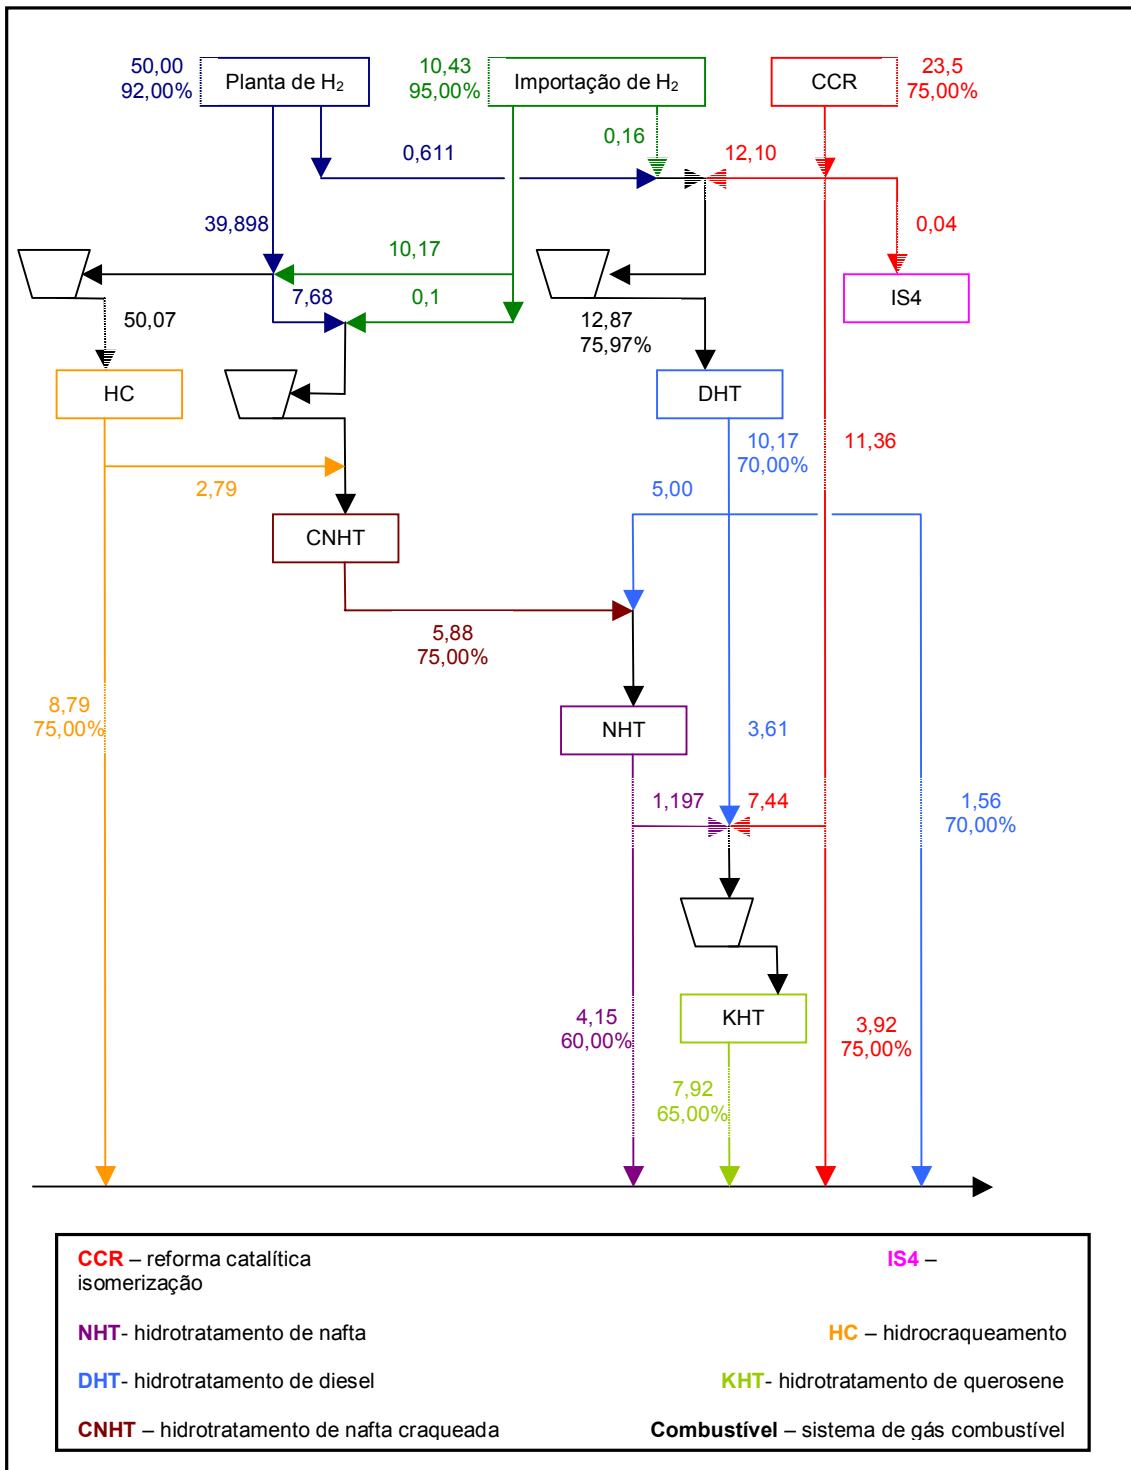 50,00
92,00%
Planta de H₂
10,43
95,00%
Importação de H₂
CCR
23,5
75,00%
0,16
0,611
12,10
39,898
10,17
0,04
7,68
0,1
IS4
50,07
12,87
75,97%
HC
DHT
10,17
70,00%
11,36
2,79
5,00
CNHT
5,88
75,00%
8,79
75,00%
NHT
3,61
1,197
7,44
1,56
70,00%
KHT
4,15
60,00%
3,92
75,00%
7,92
65,00%
CCR – reforma catalítica IS4 –
isomerização
NHT- hidrotratamento de nafta HC – hidrocraqueamento
DHT- hidrotratamento de diesel KHT- hidrotratamento de querosene
CNHT – hidrotratamento de nafta craqueada Combustível – sistema de gás combustível